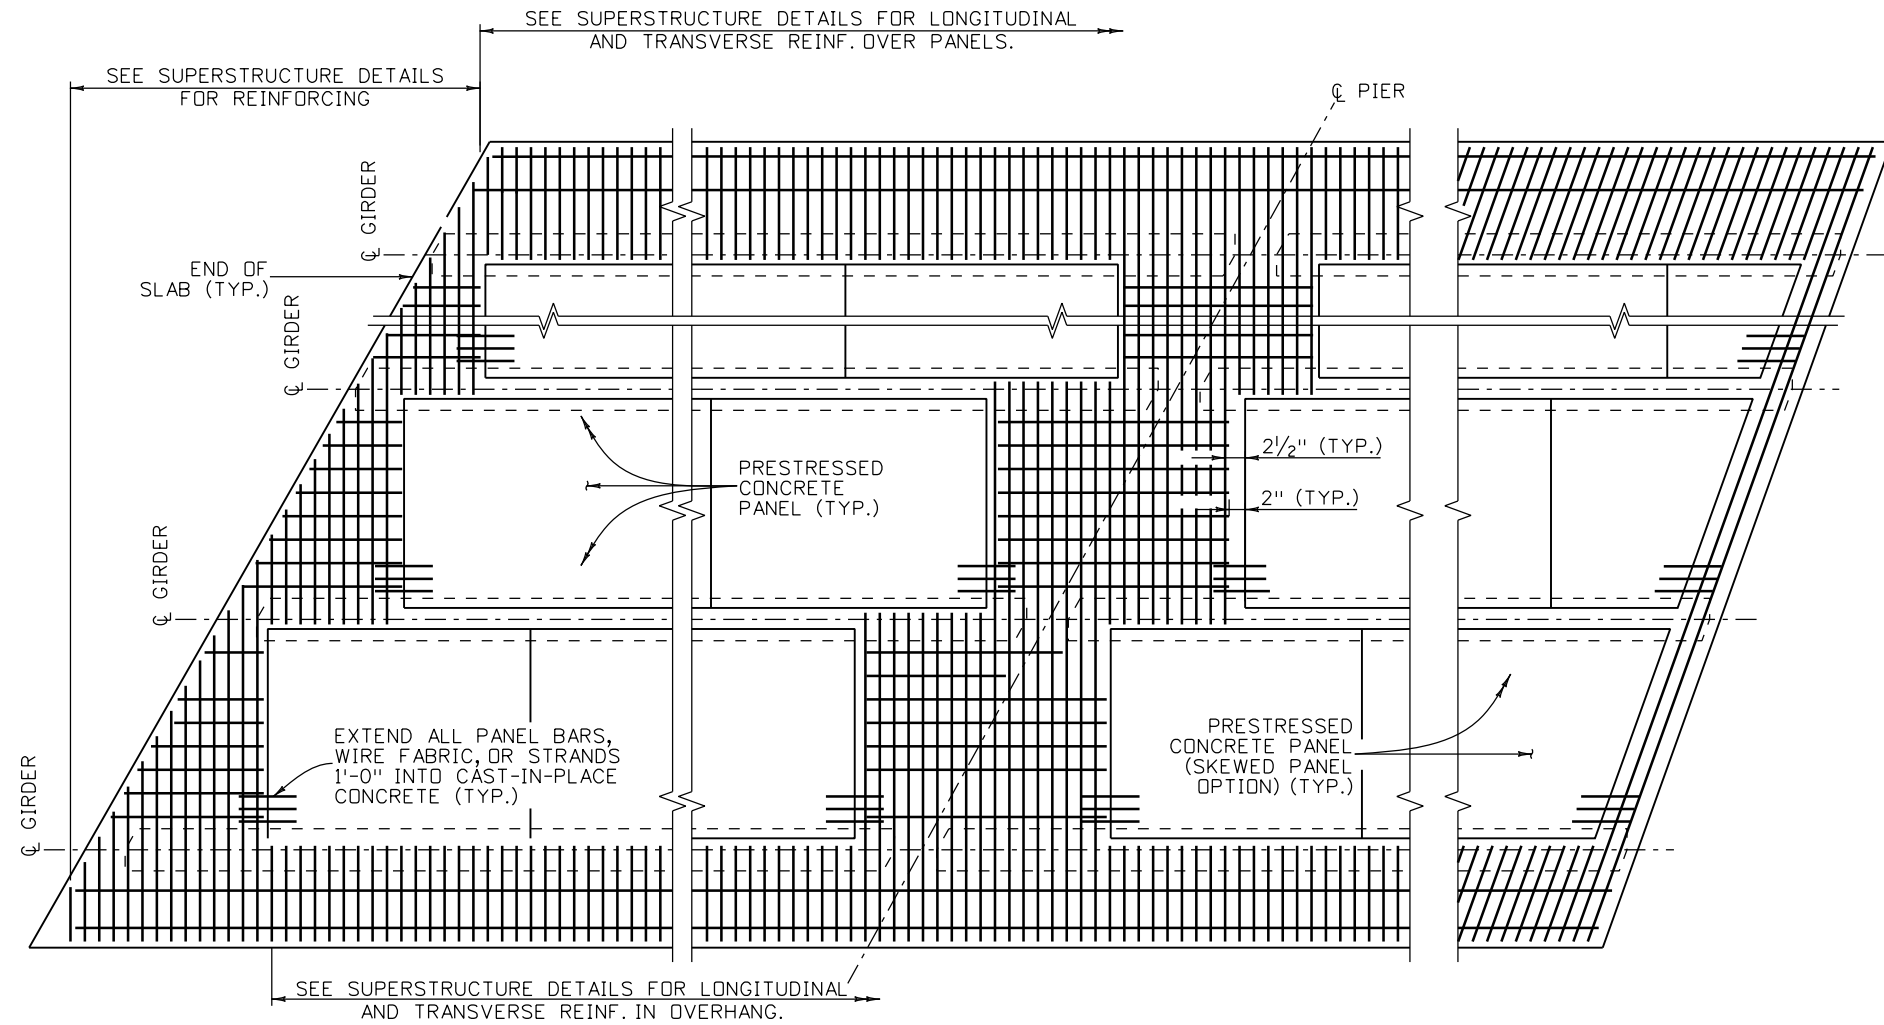 SEE SUPERSTRUCTURE DETAILS FOR LONGITUDINAL
AND TRANSVERSE REINF. OVER PANELS.
SEE SUPERSTRUCTURE DETAILS
FOR REINFORCING
℄ PIER
℄ GIRDER
END OF
SLAB (TYP.)
℄ GIRDER
2½" (TYP.)
PRESTRESSED
CONCRETE
PANEL (TYP.)
2" (TYP.)
℄ GIRDER
EXTEND ALL PANEL BARS,
WIRE FABRIC, OR STRANDS
1'-0" INTO CAST-IN-PLACE
CONCRETE (TYP.)
PRESTRESSED
CONCRETE PANEL
(SKEWED PANEL
OPTION) (TYP.)
℄ GIRDER
SEE SUPERSTRUCTURE DETAILS FOR LONGITUDINAL
AND TRANSVERSE REINF. IN OVERHANG.